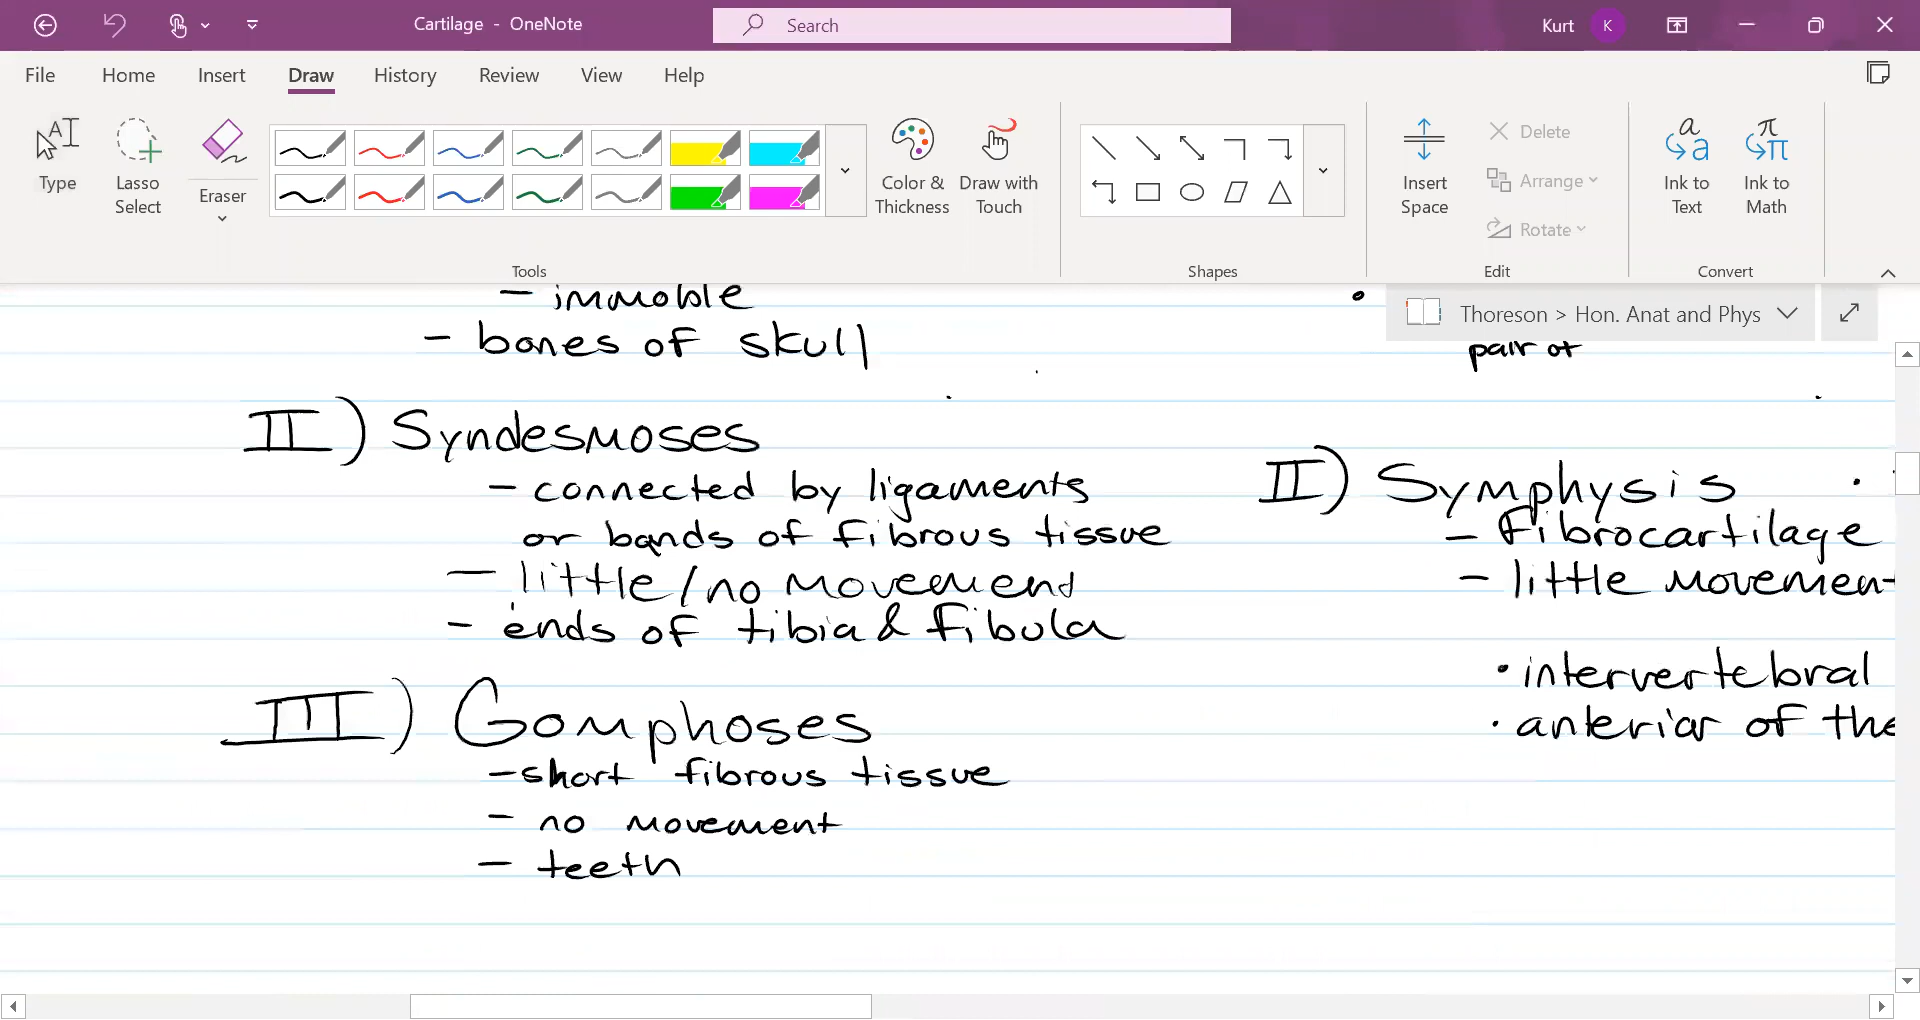 Cartilage - OneNote
Search
Kurt
K
File
Home
Insert
Draw
History
Review
View
Help
Type
Lasso
Select
Eraser
Color &
Thickness
Draw with
Touch
Insert
Space
Delete
Arrange
Rotate
Ink to
Text
Ink to
Math
Tools
Shapes
Edit
Convert
Thoreson > Hon. Anat and Phys
- immoble
- bones of skull
II) Syndesmoses
- connected by ligaments
or bands of fibrous tissue
- little/no movement
- ends of tibia & fibula
III) Gomphoses
- short fibrous tissue
- no movement
- teeth
pair of
II) Symphysis
- Fibrocartilage
- little movement
• intervertebral
• anterior of the